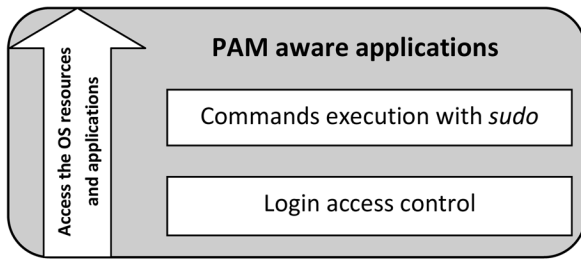 PAM aware applications
Access the OS resources
and applications
Commands execution with sudo
Login access control